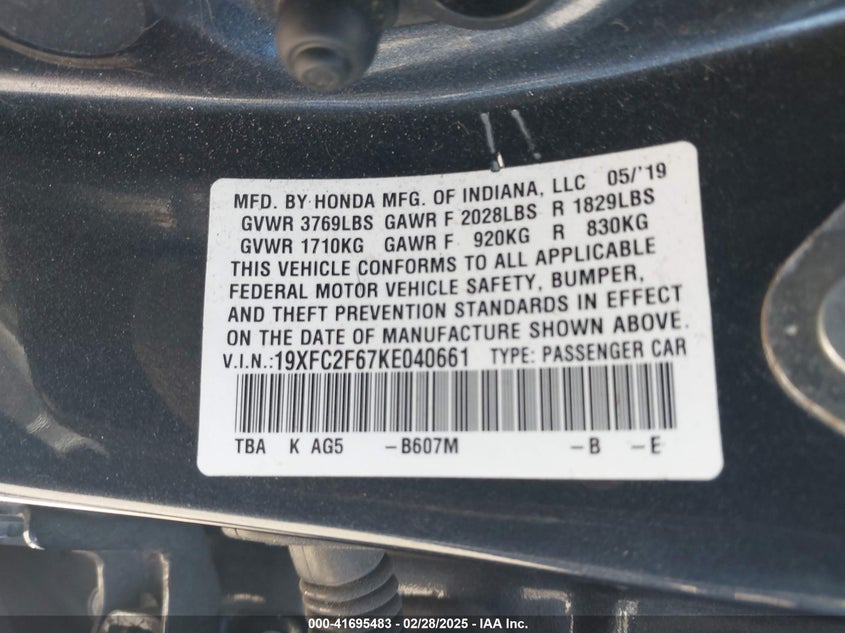 MFD. BY HONDA MFG. OF INDIANA, LLC 05/'19
GVWR 3769LBS GAWR F 2028LBS R 1829LBS
GVWR 1710KG GAWR F 920KG R 830KG
THIS VEHICLE CONFORMS TO ALL APPLICABLE
FEDERAL MOTOR VEHICLE SAFETY, BUMPER,
AND THEFT PREVENTION STANDARDS IN EFFECT
ON THE DATE OF MANUFACTURE SHOWN ABOVE.
V.I.N.:19XFC2F67KE040661 TYPE: PASSENGER CAR
TBA K AG5 -B607M -B -E
000-41695483 - 02/28/2025 - IAA Inc.